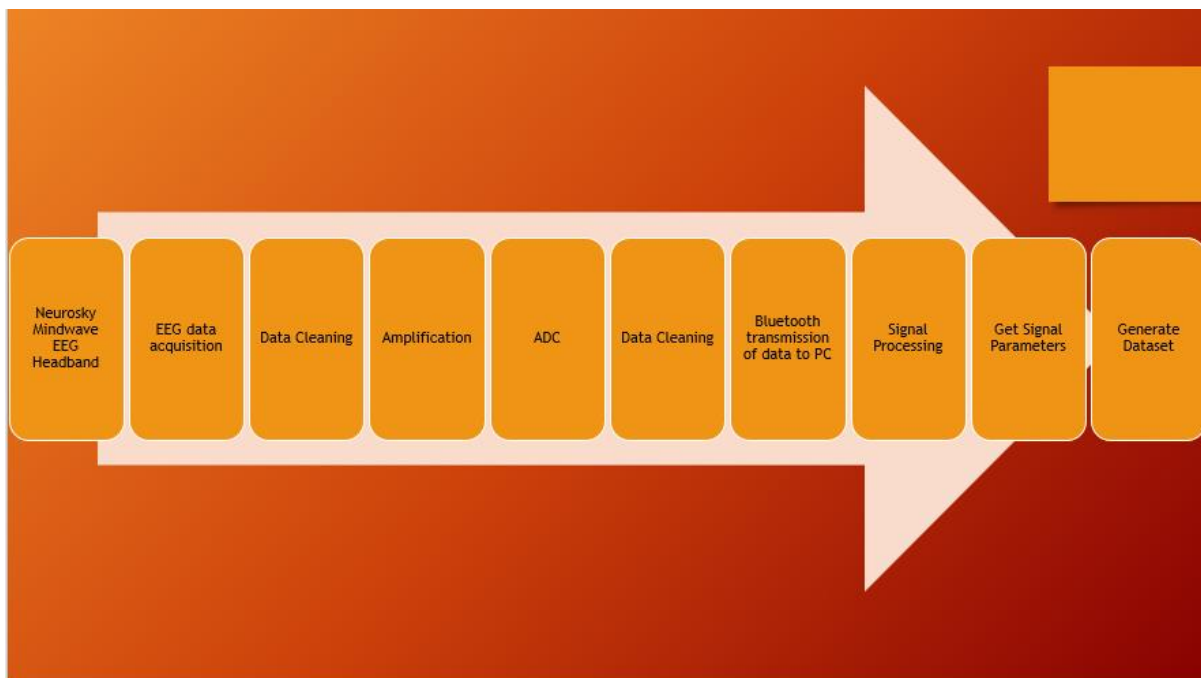 Neurosky
Mindwave
EEG
Headband
EEG data
acquisition
Data Cleaning
Amplification
ADC
Data Cleaning
Bluetooth
transmission
of data to PC
Signal
Processing
Get Signal
Parameters
Generate
Dataset